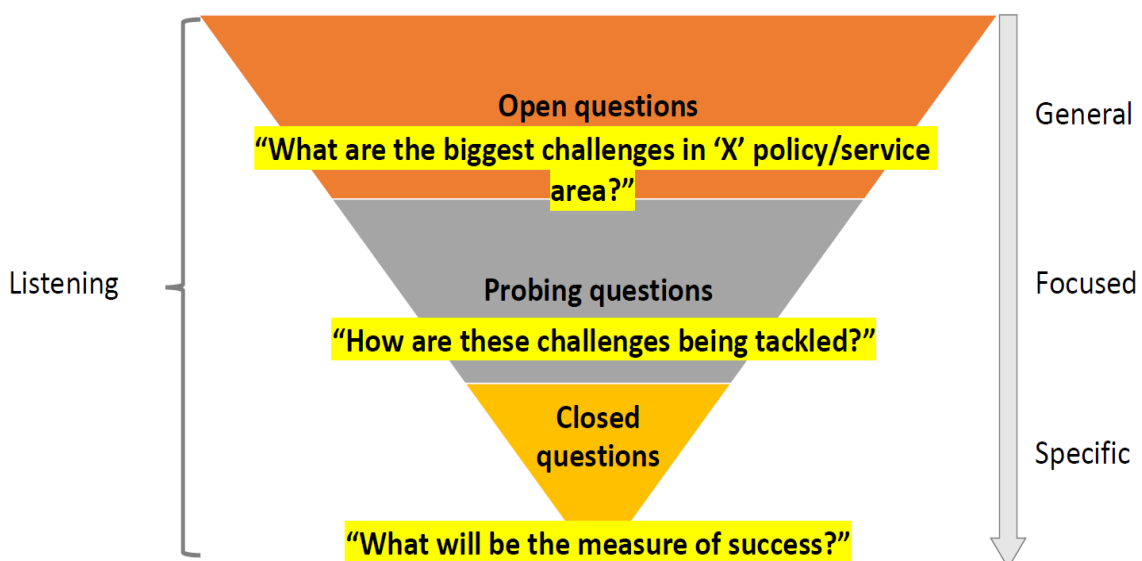 Open questions
General
“What are the biggest challenges in ‘X’ policy/service
area?”
Listening
Probing questions
Focused
“How are these challenges being tackled?”
Closed
questions
Specific
“What will be the measure of success?”